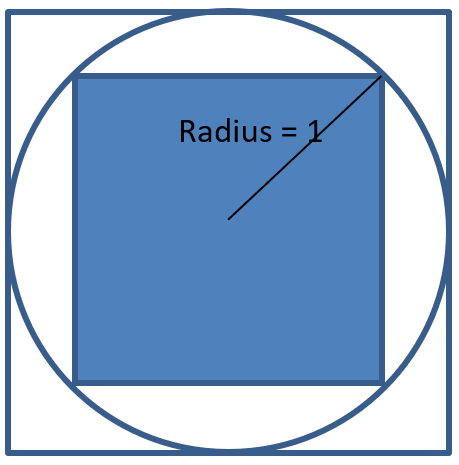 Radius = 1